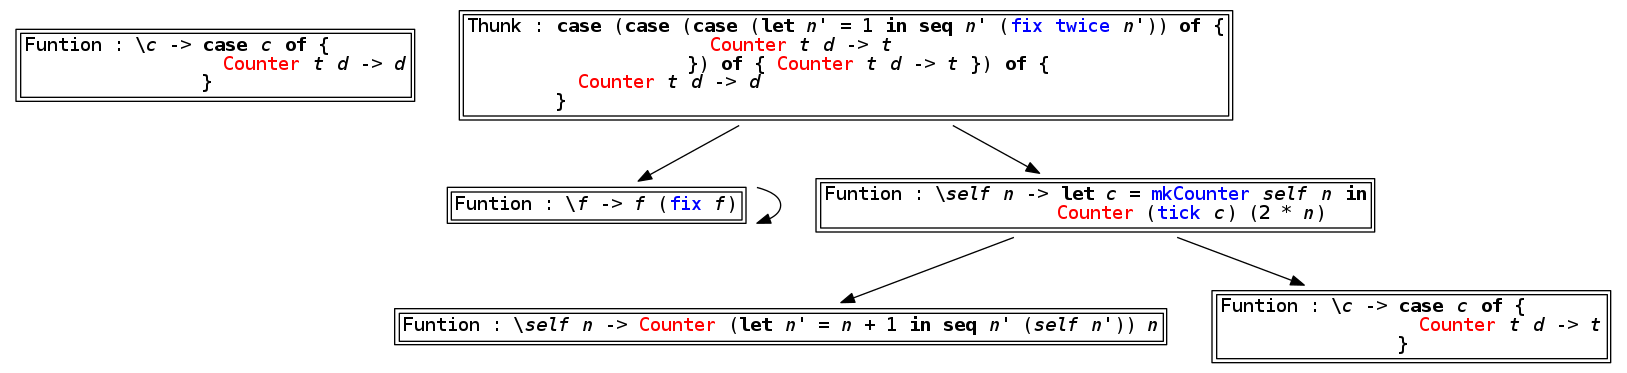 Funtion : \c -> case c of {
Counter t d -> d
}
Thunk : case (case (case (let n' = 1 in seq n' (fix twice n')) of {
Counter t d -> t
}) of { Counter t d -> t }) of {
Counter t d -> d
}
Funtion : \f -> f (fix f)
Funtion : \self n -> let c = mkCounter self n in
Counter (tick c) (2 * n)
Funtion : \self n -> Counter (let n' = n + 1 in seq n' (self n')) n
Funtion : \c -> case c of {
Counter t d -> t
}